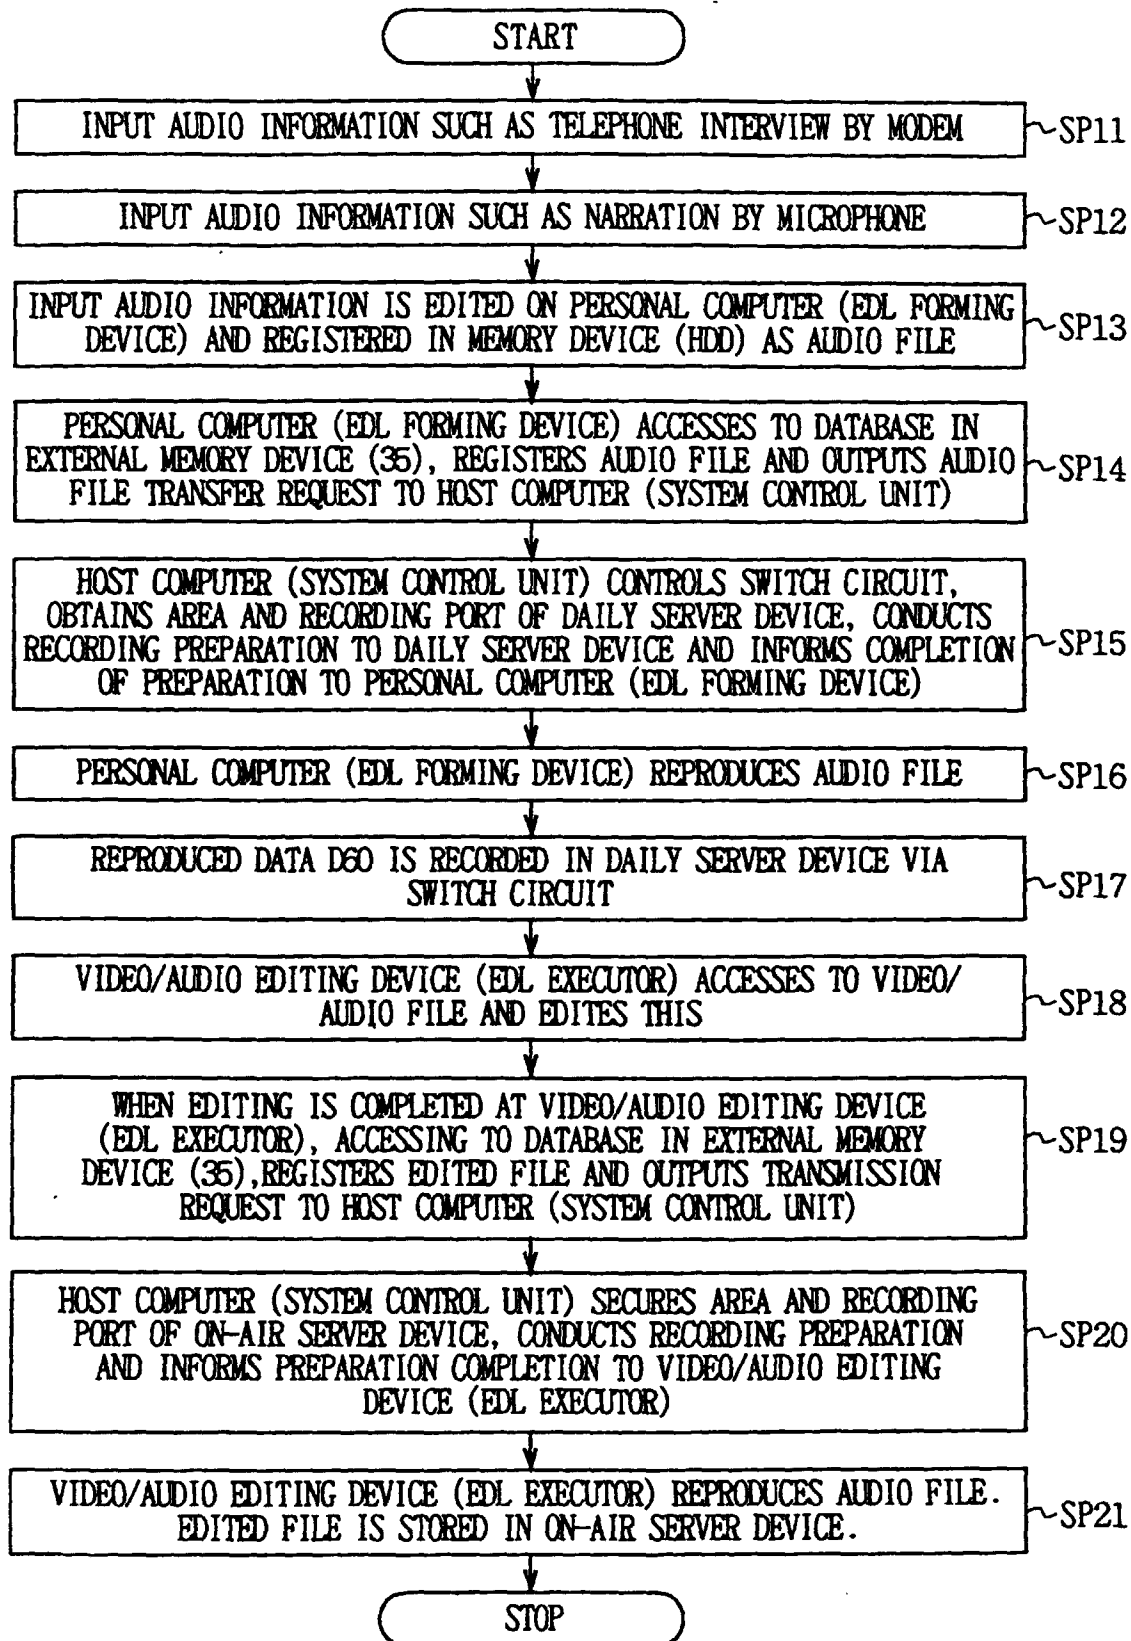 START
INPUT AUDIO INFORMATION SUCH AS TELEPHONE INTERVIEW BY MODEM
SP11
INPUT AUDIO INFORMATION SUCH AS NARRATION BY MICROPHONE
SP12
INPUT AUDIO INFORMATION IS EDITED ON PERSONAL COMPUTER (EDL FORMING
DEVICE) AND REGISTERED IN MEMORY DEVICE (HDD) AS AUDIO FILE
SP13
PERSONAL COMPUTER (EDL FORMING DEVICE) ACCESSES TO DATABASE IN
EXTERNAL MEMORY DEVICE (35), REGISTERS AUDIO FILE AND OUTPUTS AUDIO
FILE TRANSFER REQUEST TO HOST COMPUTER (SYSTEM CONTROL UNIT)
SP14
HOST COMPUTER (SYSTEM CONTROL UNIT) CONTROLS SWITCH CIRCUIT,
OBTAINS AREA AND RECORDING PORT OF DAILY SERVER DEVICE, CONDUCTS
RECORDING PREPARATION TO DAILY SERVER DEVICE AND INFORMS COMPLETION
OF PREPARATION TO PERSONAL COMPUTER (EDL FORMING DEVICE)
SP15
PERSONAL COMPUTER (EDL FORMING DEVICE) REPRODUCES AUDIO FILE
SP16
REPRODUCED DATA D60 IS RECORDED IN DAILY SERVER DEVICE VIA
SWITCH CIRCUIT
SP17
VIDEO/AUDIO EDITING DEVICE (EDL EXECUTOR) ACCESSES TO VIDEO/
AUDIO FILE AND EDITES THIS
SP18
WHEN EDITING IS COMPLETED AT VIDEO/AUDIO EDITING DEVICE
(EDL EXECUTOR), ACCESSING TO DATABASE IN EXTERNAL MEMORY
DEVICE (35),REGISTERS EDITED FILE AND OUTPUTS TRANSMISSION
REQUEST TO HOST COMPUTER (SYSTEM CONTROL UNIT)
SP19
HOST COMPUTER (SYSTEM CONTROL UNIT) SECURES AREA AND RECORDING
PORT OF ON-AIR SERVER DEVICE, CONDUCTS RECORDING PREPARATION
AND INFORMS PREPARATION COMPLETION TO VIDEO/AUDIO EDITING
DEVICE (EDL EXECUTOR)
SP20
VIDEO/AUDIO EDITING DEVICE (EDL EXECUTOR) REPRODUCES AUDIO FILE.
EDITED FILE IS STORED IN ON-AIR SERVER DEVICE.
SP21
STOP